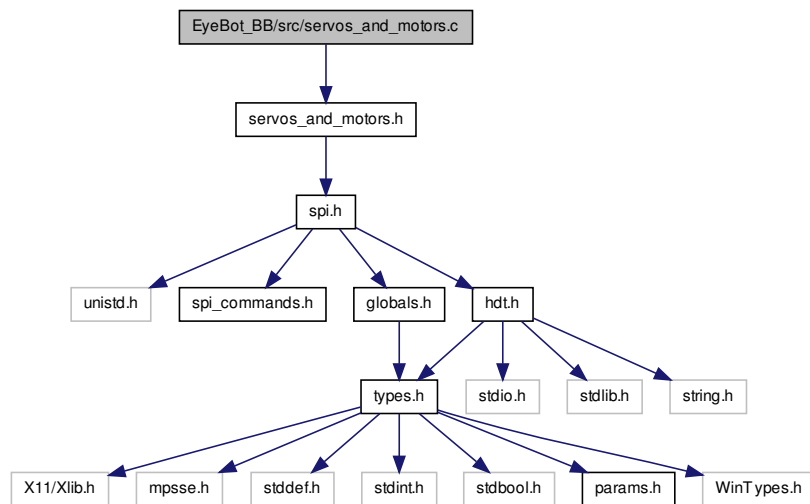 EyeBot_BB/src/servos_and_motors.c
servos_and_motors.h
spi.h
unistd.h
spi_commands.h
globals.h
hdt.h
types.h
stdio.h
stdlib.h
string.h
X11/Xlib.h
mpsse.h
stddef.h
stdint.h
stdbool.h
params.h
WinTypes.h